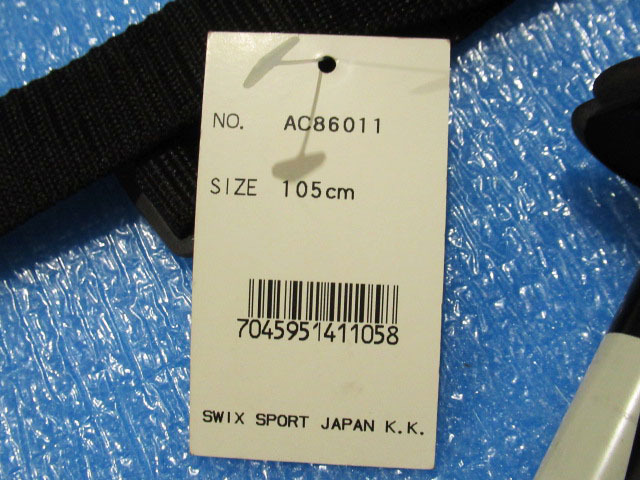 NO. AC86011
SIZE 105cm
7045951411058
SWIX SPORT JAPAN K.K.